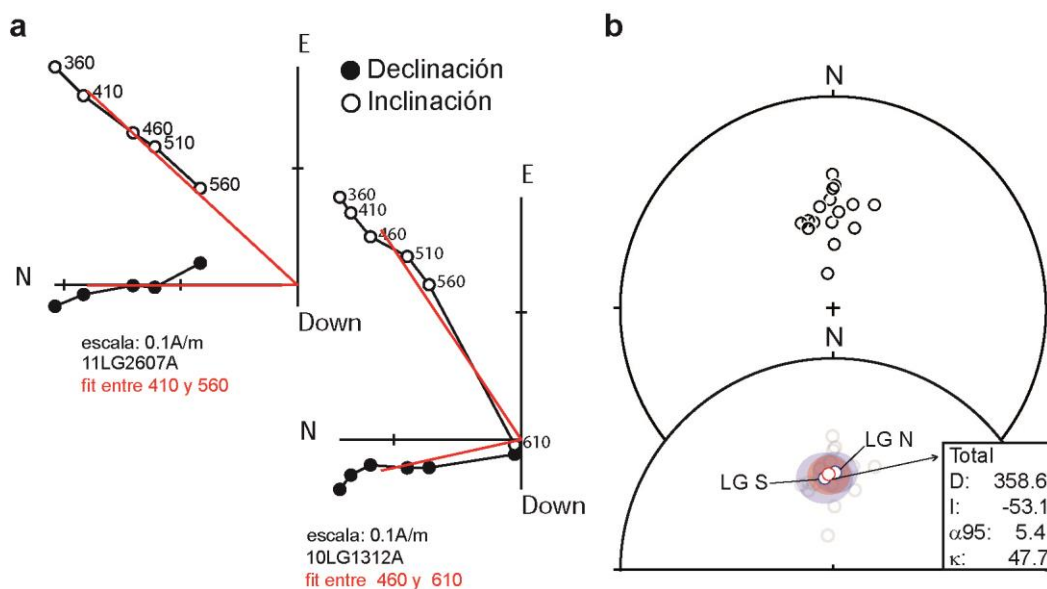 a
E
360
410
460
510
560
N
Down
escala: 0.1A/m
11LG2607A
fit entre 410 y 560
Declinación
Inclinación
E
360
410
460
510
560
N
610
Down
escala: 0.1A/m
10LG1312A
fit entre 460 y 610
b
N
N
LG N
LG S
Total
D: 358.6
I: -53.1
α95: 5.4
κ: 47.7